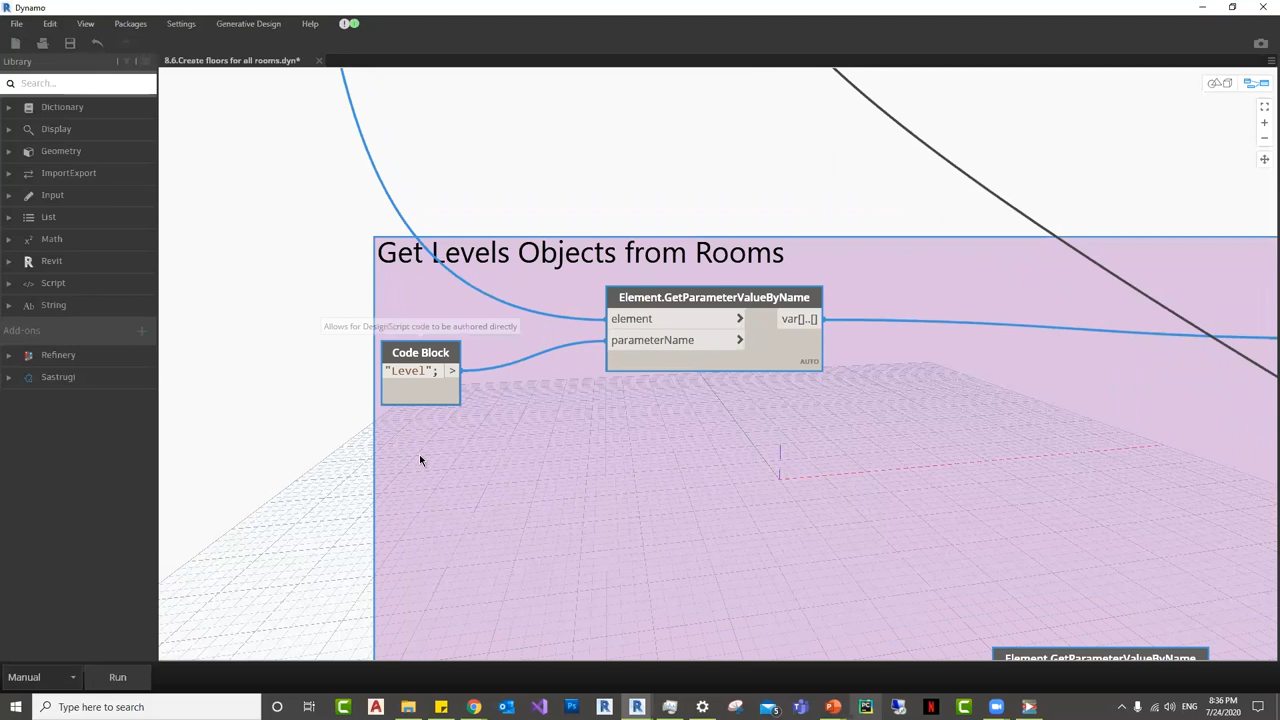 Dynamo
File Edit View Packages Settings Generative Design Help
Library
8.6.Create floors for all rooms.dyn*
Search...
Dictionary
Display
Geometry
ImportExport
Input
List
Math
Revit
Script
String
Add-ons
Refinery
Sastrugi
Get Levels Objects from Rooms
Element.GetParameterValueByName
element > var[]..[]
parameterName >
AUTO
Allows for DesignScript code to be authored directly
Code Block
"Level"; >
Element.GetParameterValueByName
Manual Run
Type here to search
5
ENG
8:36 PM
7/24/2020